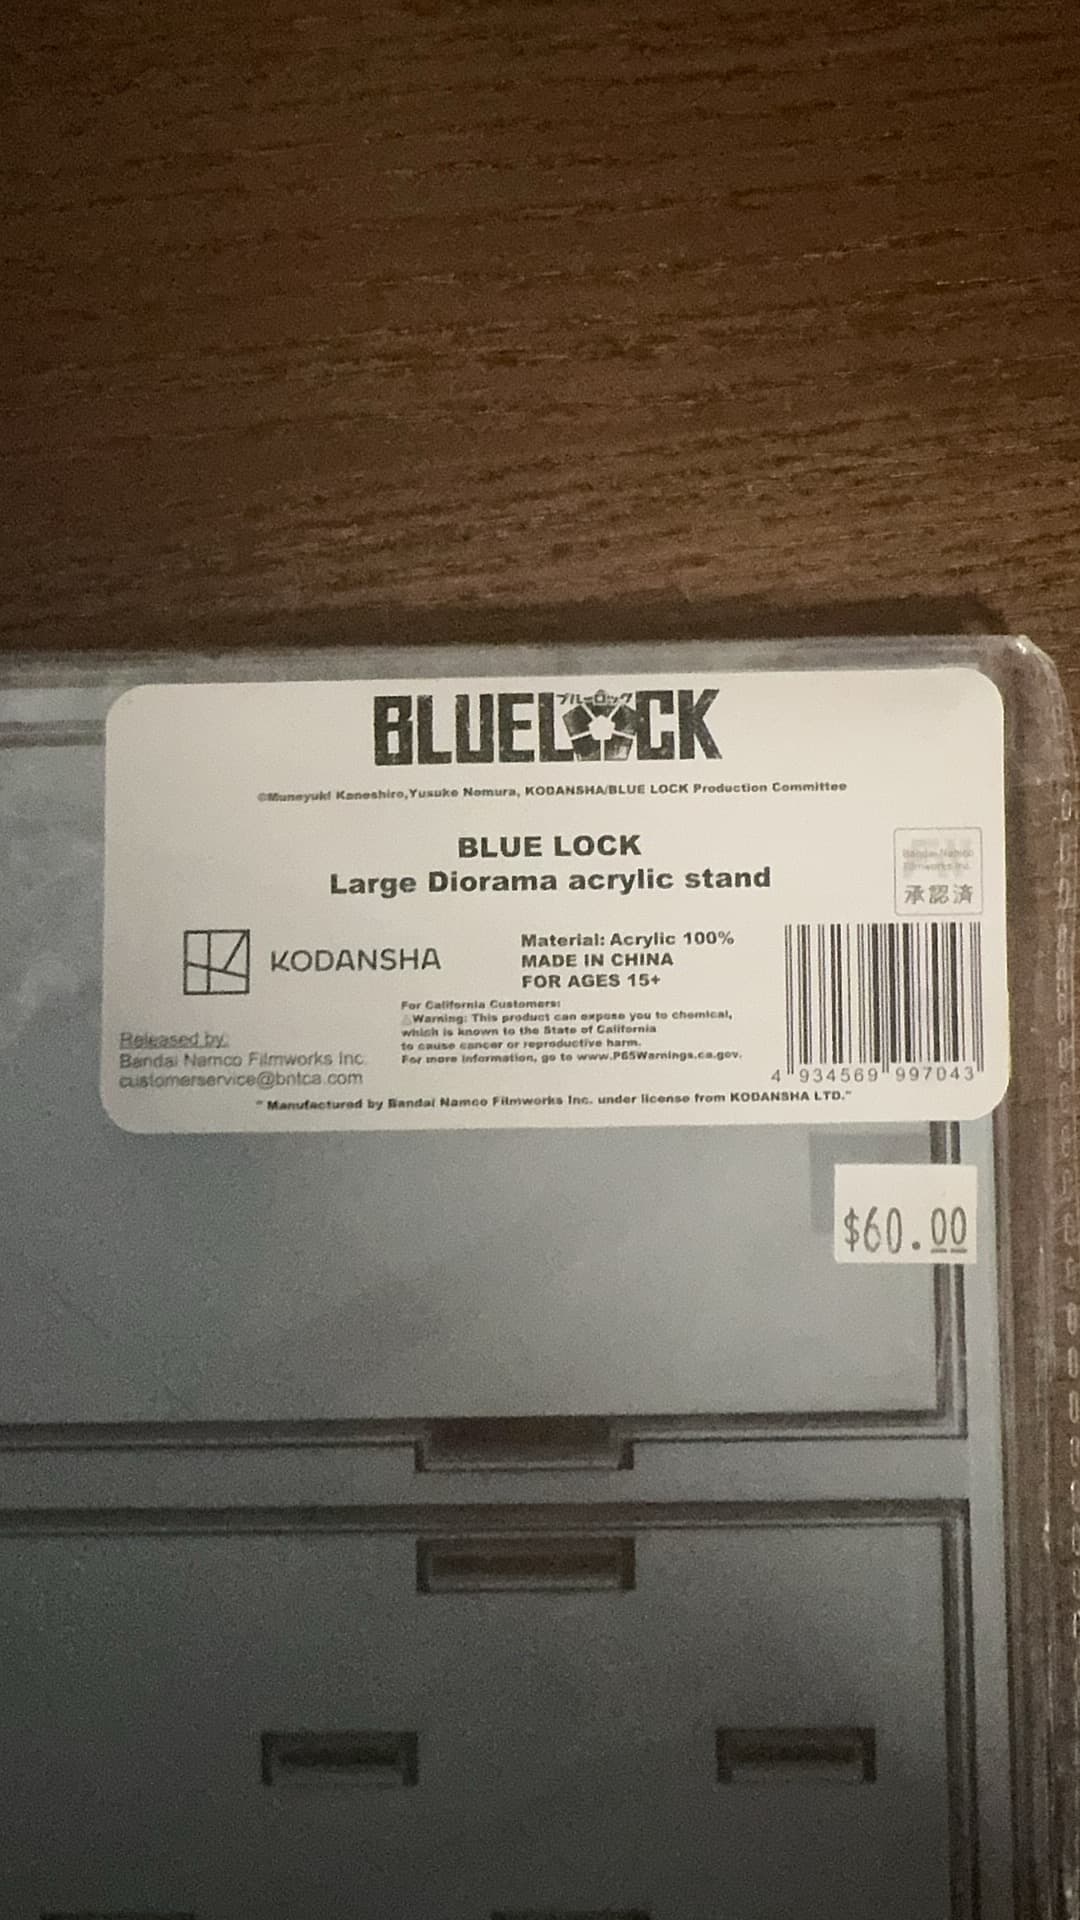 ブルーロック
BLUELOCK
©Muneyuki Kaneshiro,Yusuke Nomura, KODANSHA/BLUE LOCK Production Committee
BLUE LOCK
Large Diorama acrylic stand
Bandai Namco
Filmworks Inc.
承認済
KODANSHA
Material: Acrylic 100%
MADE IN CHINA
FOR AGES 15+
For California Customers:
⚠Warning: This product can expose you to chemical,
which is known to the State of California
to cause cancer or reproductive harm.
For more information, go to www.P65Warnings.ca.gov.
Released by:
Bandai Namco Filmworks Inc.
customerservice@bntca.com
4 934569 997043
" Manufactured by Bandai Namco Filmworks Inc. under license from KODANSHA LTD."
$60.00